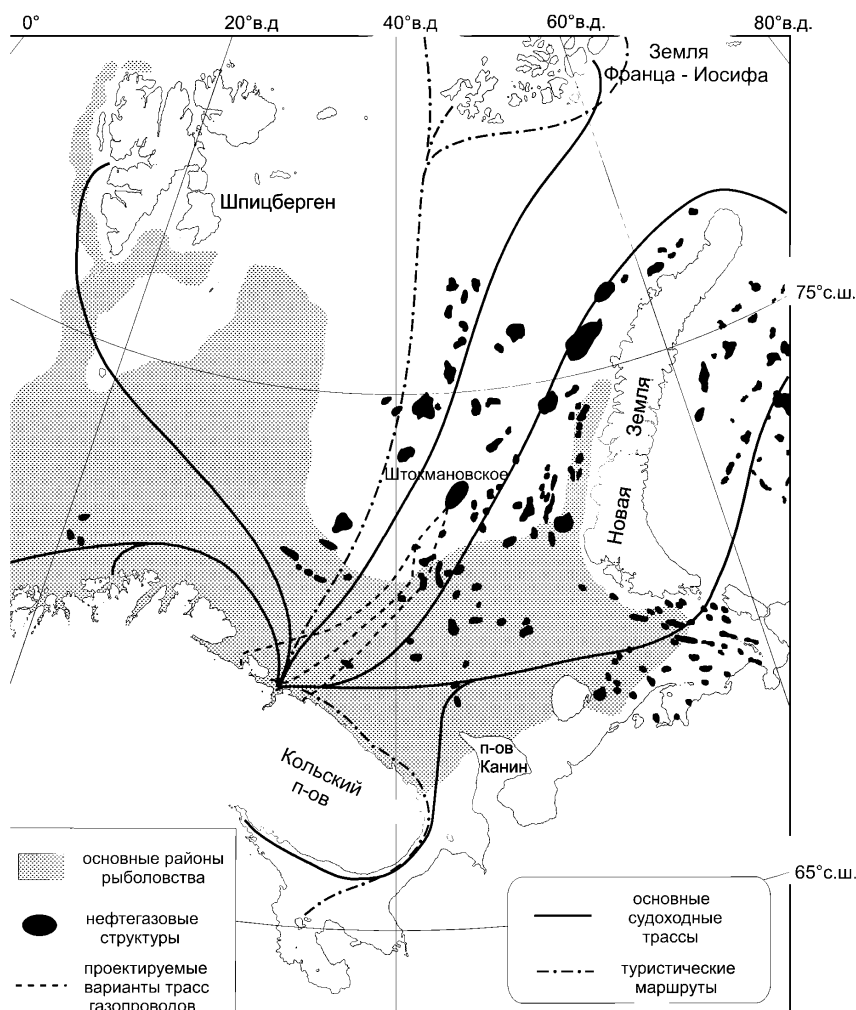 0°
20°в.д
40°в.д.
60°в.д.
80°в.д.
Земля
Франца - Иосифа
Шпицберген
75°с.ш.
Земля
Новая
Штокмановское
п-ов
Канин
Кольский
п-ов
65°с.ш.
основные районы
рыболовства
нефтегазовые
структуры
проектируемые
варианты трасс
газопроводов
основные
судоходные
трассы
туристические
маршруты